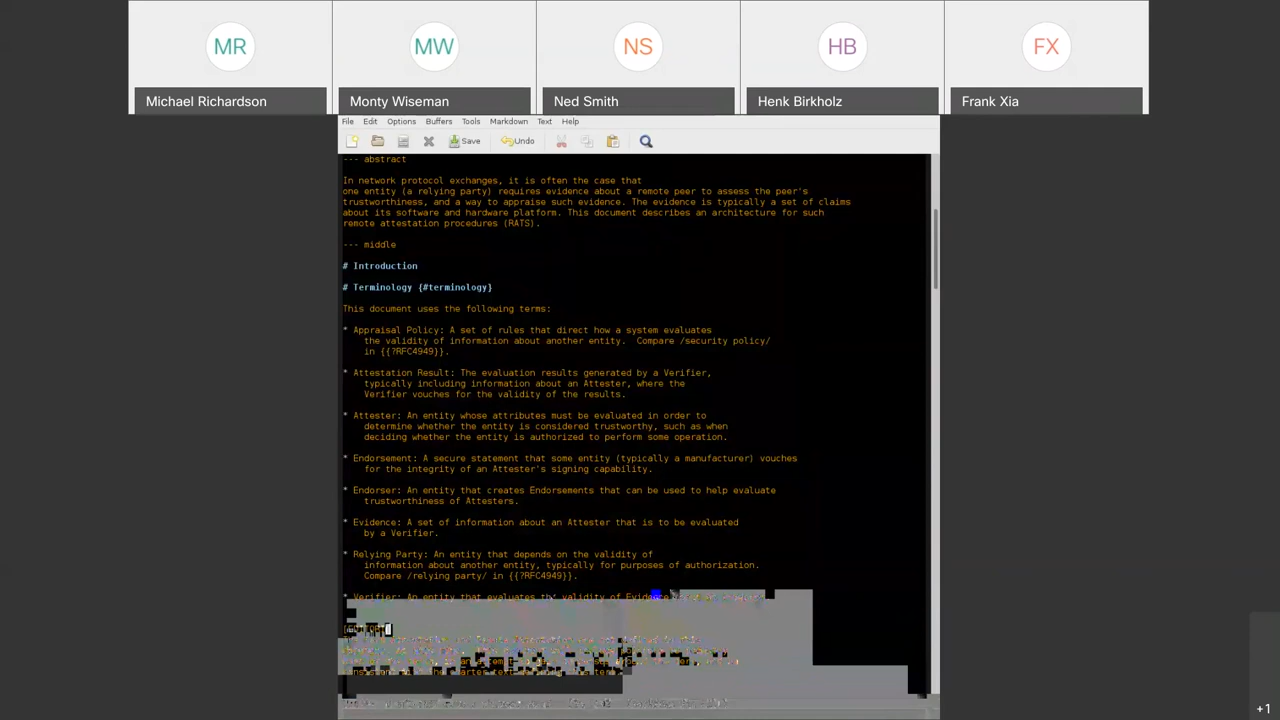 MR
MW
NS
HB
FX
Michael Richardson
Monty Wiseman
Ned Smith
Henk Birkholz
Frank Xia
File Edit Options Buffers Tools Markdown Text Help
Save Undo
--- abstract
In network protocol exchanges, it is often the case that
one entity (a relying party) requires evidence about a remote peer to assess the peer's
trustworthiness, and a way to appraise such evidence. The evidence is typically a set of claims
about its software and hardware platform. This document describes an architecture for such
remote attestation procedures (RATS).
--- middle
# Introduction
# Terminology {#terminology}
This document uses the following terms:
* Appraisal Policy: A set of rules that direct how a system evaluates
the validity of information about another entity.  Compare /security policy/
in {{?RFC4949}}.
* Attestation Result: The evaluation results generated by a Verifier,
typically including information about an Attester, where the
Verifier vouches for the validity of the results.
* Attester: An entity whose attributes must be evaluated in order to
determine whether the entity is considered trustworthy, such as when
deciding whether the entity is authorized to perform some operation.
* Endorsement: A secure statement that some entity (typically a manufacturer) vouches
for the integrity of an Attester's signing capability.
* Endorser: An entity that creates Endorsements that can be used to help evaluate
trustworthiness of Attesters.
* Evidence: A set of information about an Attester that is to be evaluated
by a Verifier.
* Relying Party: An entity that depends on the validity of
information about another entity, typically for purposes of authorization.
Compare /relying party/ in {{?RFC4949}}.
* Verifier: An entity that evaluates the validity of Evidence
+1